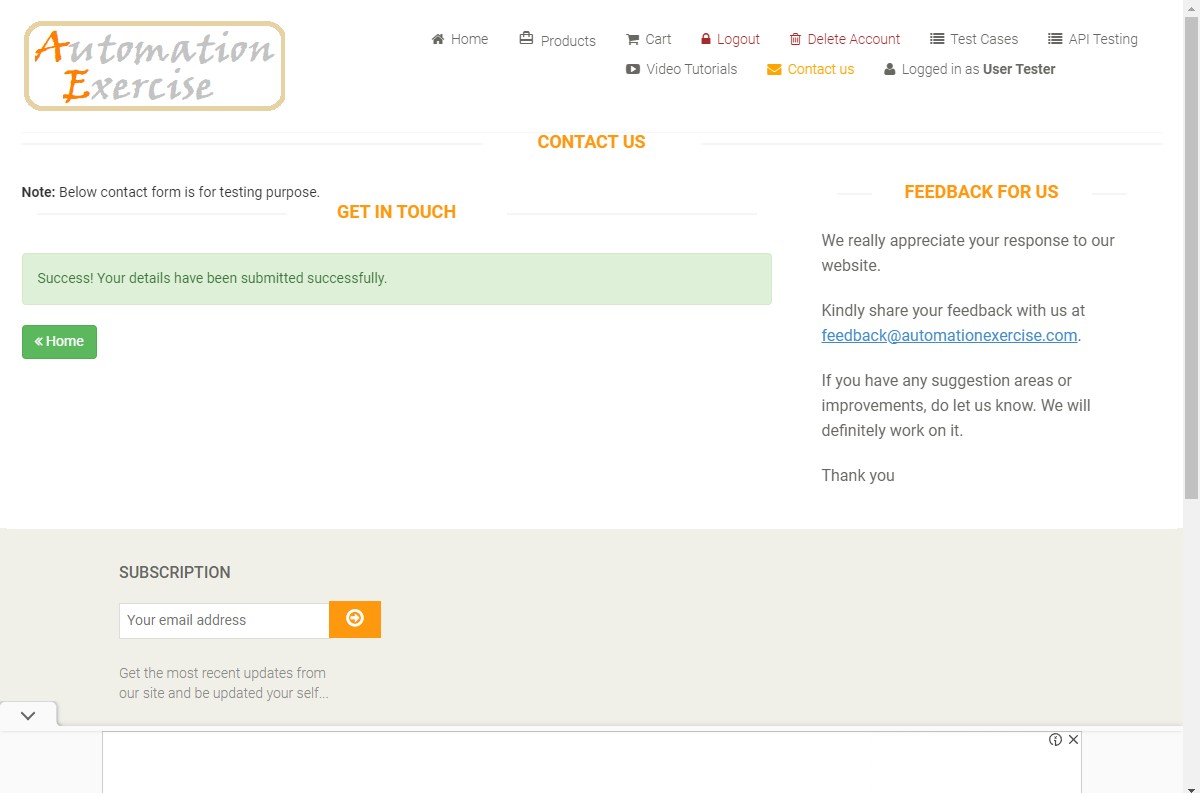 Automation
Exercise
Home
Products
Cart
Logout
Delete Account
Test Cases
API Testing
Video Tutorials
Contact us
Logged in as User Tester
CONTACT US
Note: Below contact form is for testing purpose.
GET IN TOUCH
Success! Your details have been submitted successfully.
« Home
FEEDBACK FOR US
We really appreciate your response to our
website.
Kindly share your feedback with us at
feedback@automationexercise.com.
If you have any suggestion areas or
improvements, do let us know. We will
definitely work on it.
Thank you
SUBSCRIPTION
Your email address
Get the most recent updates from
our site and be updated your self...